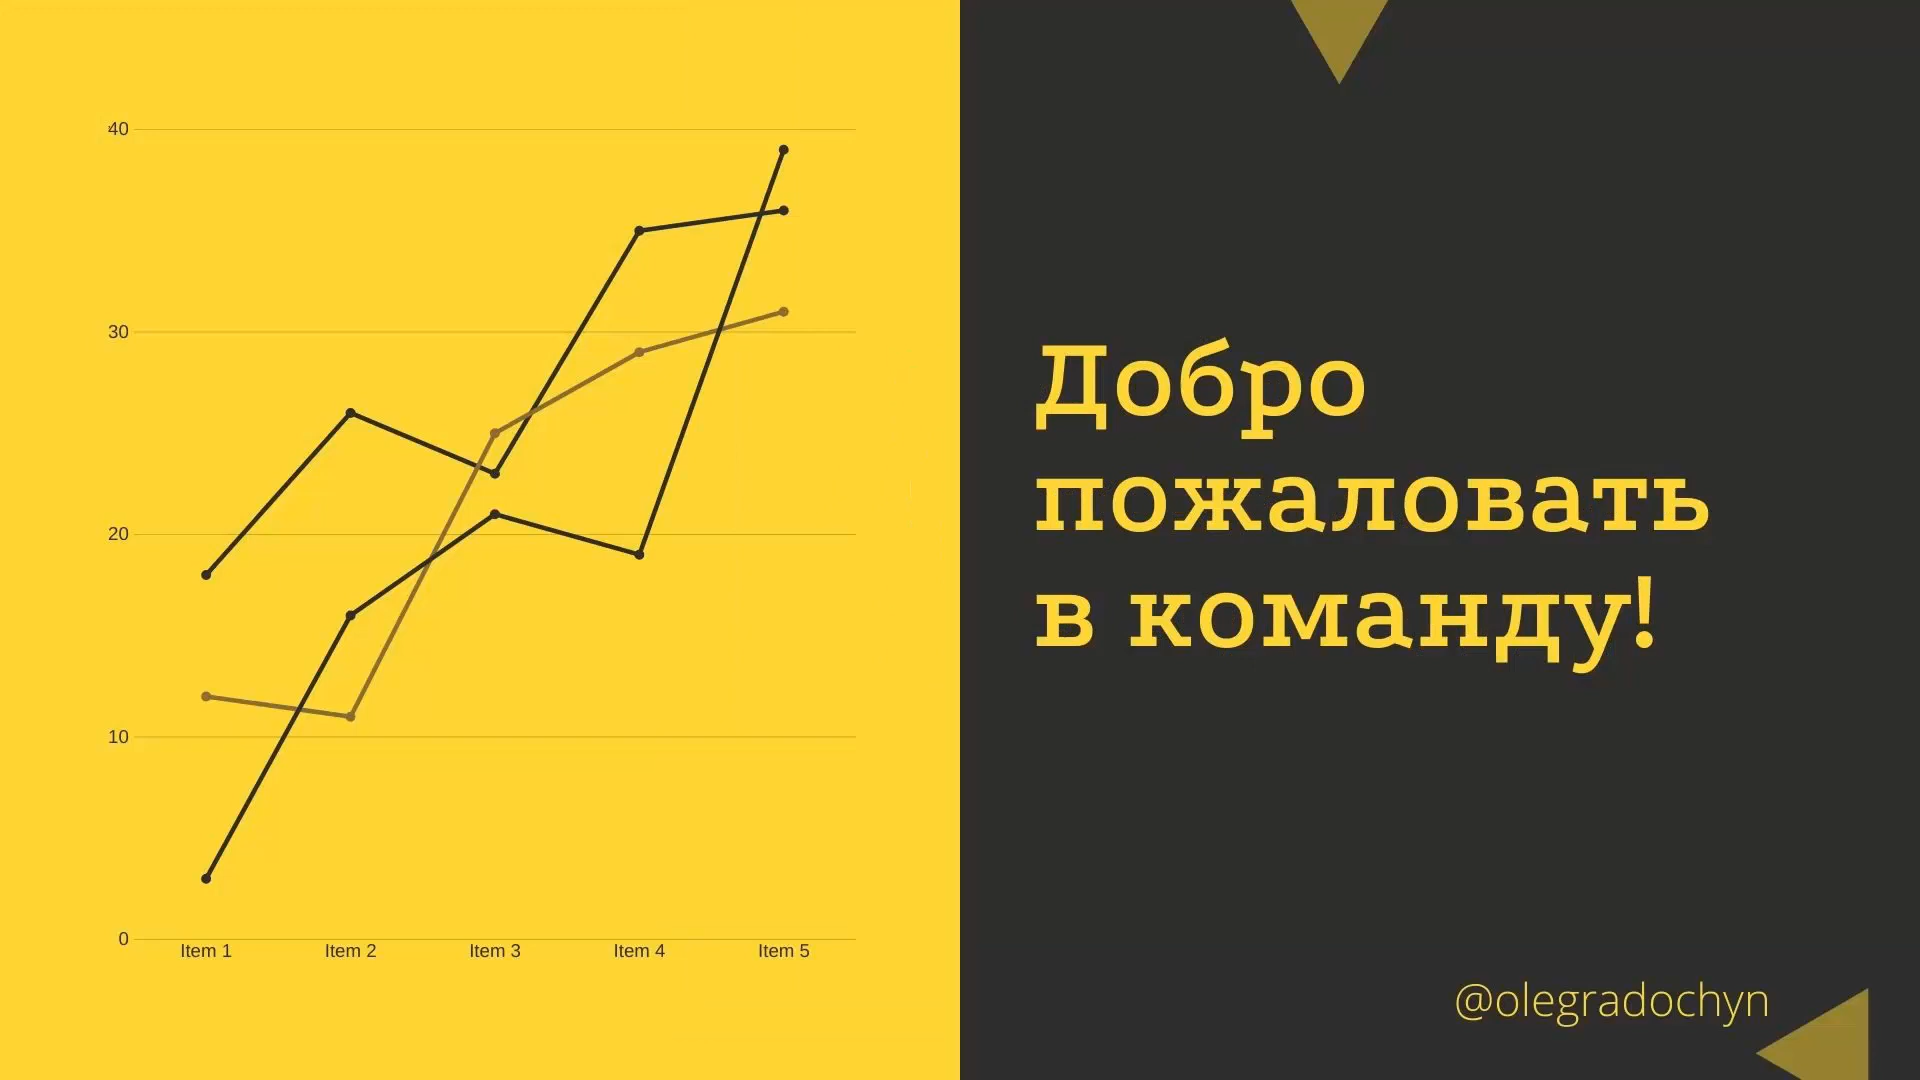 40
30
20
10
0
Item 1 Item 2 Item 3 Item 4 Item 5
Добро
пожаловать
в команду!
@olegradochyn